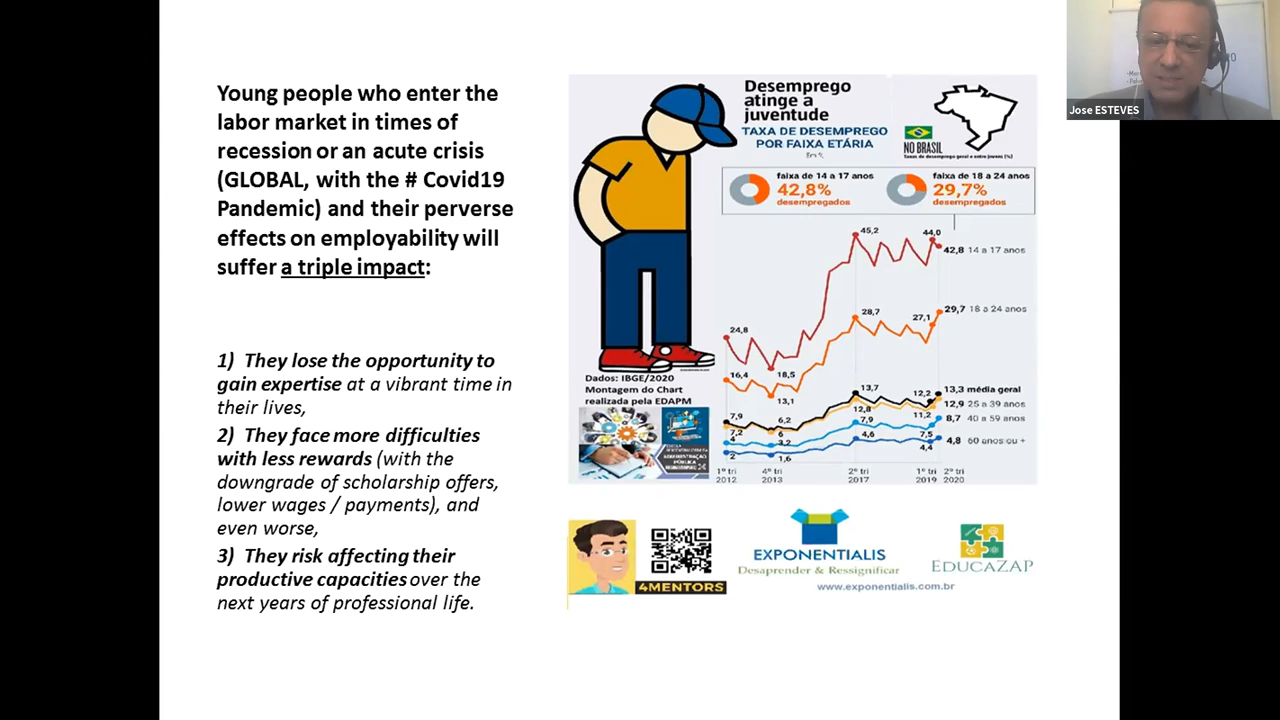 Young people who enter the
labor market in times of
recession or an acute crisis
(GLOBAL, with the # Covid19
Pandemic) and their perverse
effects on employability will
suffer a triple impact:
1) They lose the opportunity to
gain expertise at a vibrant time in
their lives,
2) They face more difficulties
with less rewards (with the
downgrade of scholarship offers,
lower wages / payments), and
even worse,
3) They risk affecting their
productive capacities over the
next years of professional life.
Desemprego
atinge a
juventude
TAXA DE DESEMPREGO
POR FAIXA ETÁRIA
Em %
NO BRASIL
Taxas de desemprego geral e entre jovens (%)
faixa de 14 a 17 anos
42,8%
desempregados
faixa de 18 a 24 anos
29,7%
desempregados
45,2
44,0
42,8 14 a 17 anos
24,8
18,5
28,7
27,1
29,7 18 a 24 anos
16,4
13,1
13,7
12,2
13,3 média geral
12,8
11,2
12,9 25 a 39 anos
7,9
6,2
7,2
6
7,9
7,5
8,7 40 a 59 anos
4
3,2
4,6
4,4
4,8 60 anos ou +
2
1,6
1º tri
2012
4º tri
2013
2º tri
2017
1º tri
2019
2º tri
2020
Dados: IBGE/2020
Montagem do Chart
realizada pela EDAPM
ADMINISTRAÇÃO
PÚBLICA
4MENTORS
EXPONENTIALIS
Desaprender & Ressignificar
EDUCAZAP
www.exponentialis.com.br
Jose ESTEVES